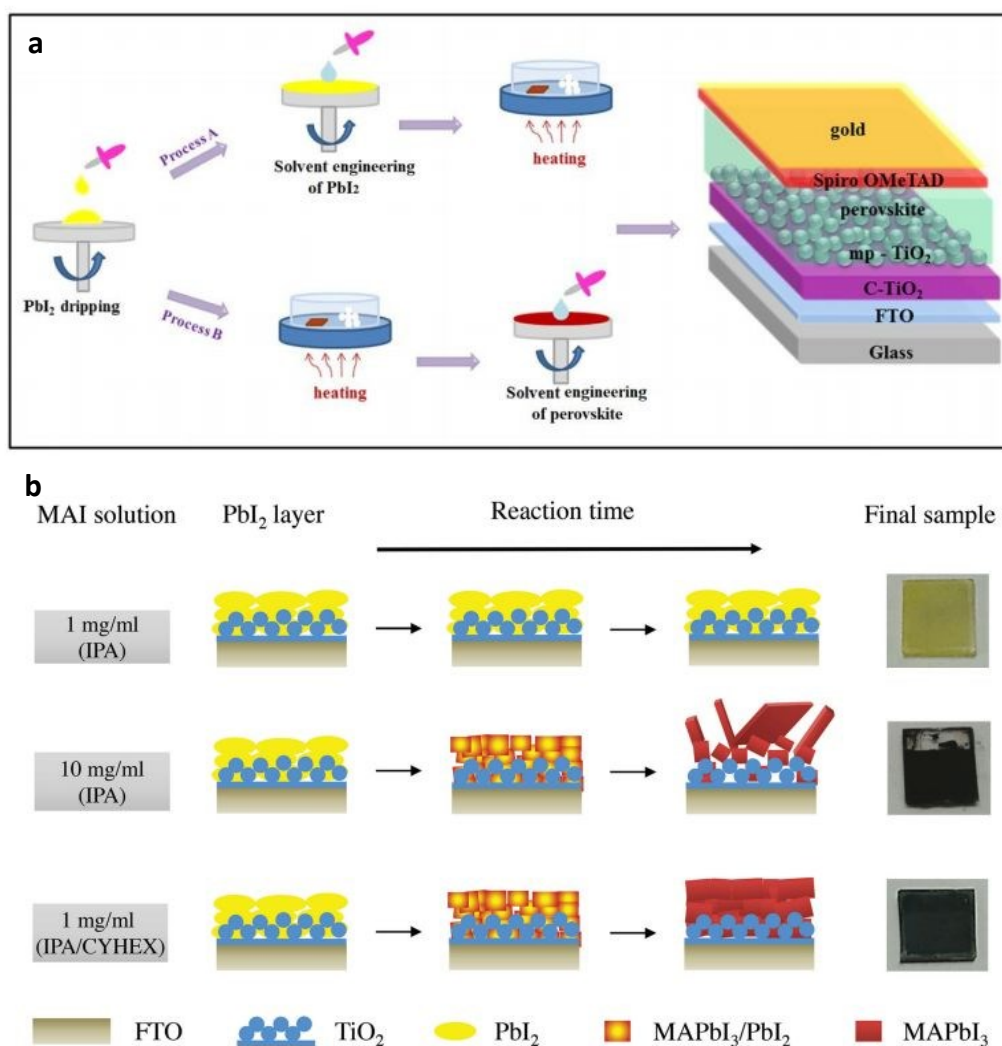 a
Process A
Solvent engineering
of PbI₂
heating
PbI₂ dripping
Process B
heating
Solvent engineering
of perovskite
gold
Spiro OMeTAD
perovskite
mp - TiO₂
C-TiO₂
FTO
Glass
b
MAI solution
PbI₂ layer
Reaction time
Final sample
1 mg/ml
(IPA)
10 mg/ml
(IPA)
1 mg/ml
(IPA/CYHEX)
FTO
TiO₂
PbI₂
MAPbI₃/PbI₂
MAPbI₃